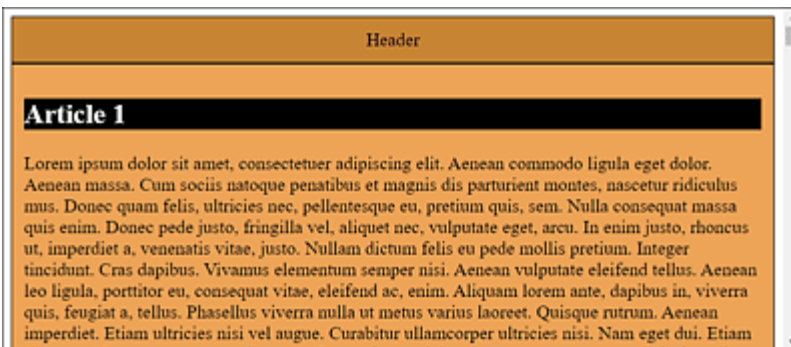 Header
Article 1
Lorem ipsum dolor sit amet, consectetuer adipiscing elit. Aenean commodo ligula eget dolor.
Aenean massa. Cum sociis natoque penatibus et magnis dis parturient montes, nascetur ridiculus
mus. Donec quam felis, ultricies nec, pellentesque eu, pretium quis, sem. Nulla consequat massa
quis enim. Donec pede justo, fringilla vel, aliquet nec, vulputate eget, arcu. In enim justo, rhoncus
ut, imperdiet a, venenatis vitae, justo. Nullam dictum felis eu pede mollis pretium. Integer
tincidunt. Cras dapibus. Vivamus elementum semper nisi. Aenean vulputate eleifend tellus. Aenean
leo ligula, porttitor eu, consequat vitae, eleifend ac, enim. Aliquam lorem ante, dapibus in, viverra
quis, feugiat a, tellus. Phasellus viverra nulla ut metus varius laoreet. Quisque rutrum. Aenean
imperdiet. Etiam ultricies nisi vel augue. Curabitur ullamcorper ultricies nisi. Nam eget dui. Etiam